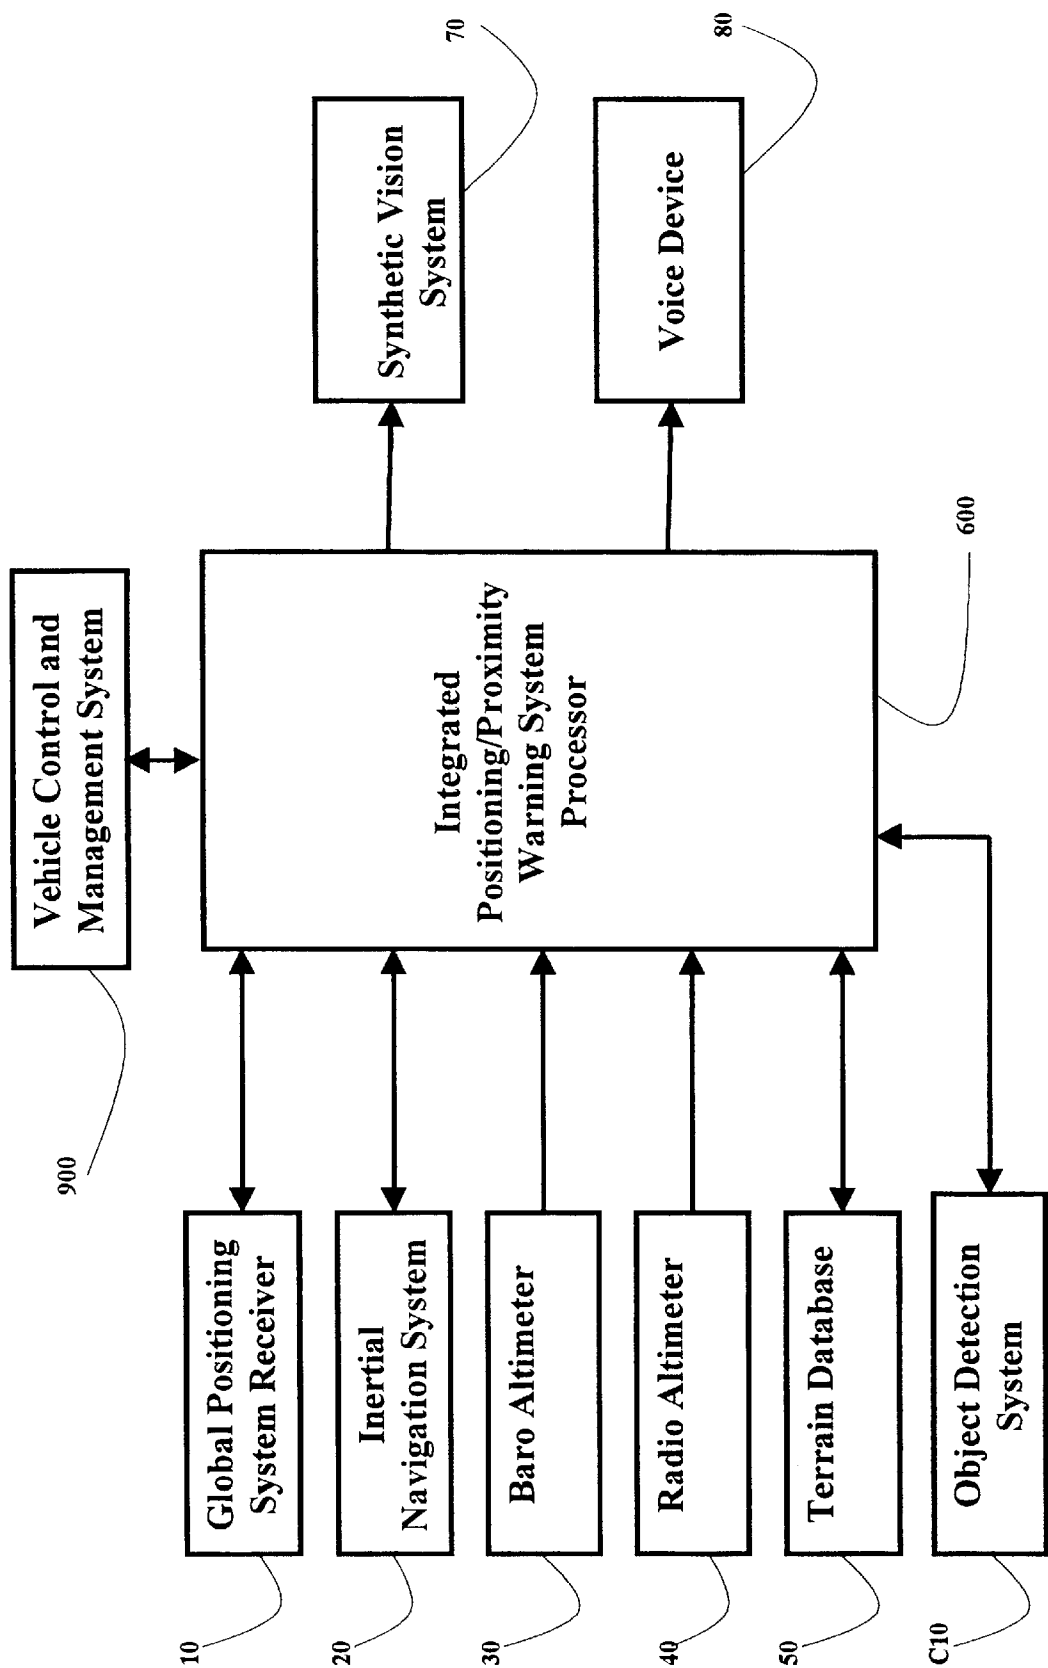 Vehicle Control and
Management System
900
Global Positioning
System Receiver
10
Inertial
Navigation System
20
Baro Altimeter
30
Radio Altimeter
40
Terrain Database
50
Object Detection
System
C10
Integrated
Positioning/Proximity
Warning System
Processor
600
Synthetic Vision
System
70
Voice Device
80